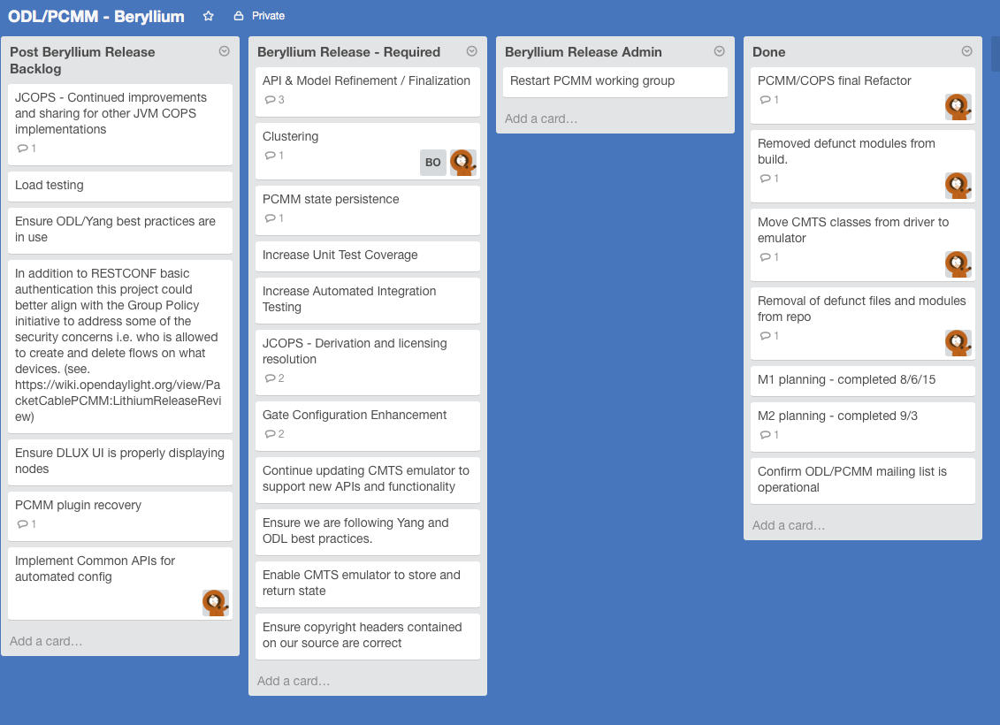 ODL/PCMM - Beryllium
Private
Post Beryllium Release
Backlog
JCOPS - Continued improvements
and sharing for other JVM COPS
implementations
1
Load testing
Ensure ODL/Yang best practices are
in use
In addition to RESTCONF basic
authentication this project could
better align with the Group Policy
initiative to address some of the
security concerns i.e. who is allowed
to create and delete flows on what
devices. (see.
https://wiki.opendaylight.org/view/Pa
cketCablePCMM:LithiumReleaseRevi
ew)
Ensure DLUX UI is properly displaying
nodes
PCMM plugin recovery
1
Implement Common APIs for
automated config
Add a card…
Beryllium Release - Required
API & Model Refinement / Finalization
3
Clustering
1
BO
PCMM state persistence
1
Increase Unit Test Coverage
Increase Automated Integration
Testing
JCOPS - Derivation and licensing
resolution
2
Gate Configuration Enhancement
2
Continue updating CMTS emulator to
support new APIs and functionality
Ensure we are following Yang and
ODL best practices.
Enable CMTS emulator to store and
return state
Ensure copyright headers contained
on our source are correct
Add a card…
Beryllium Release Admin
Restart PCMM working group
Add a card…
Done
PCMM/COPS final Refactor
1
Removed defunct modules from
build.
1
Move CMTS classes from driver to
emulator
1
Removal of defunct files and modules
from repo
1
M1 planning - completed 8/6/15
M2 planning - completed 9/3
1
Confirm ODL/PCMM mailing list is
operational
Add a card…